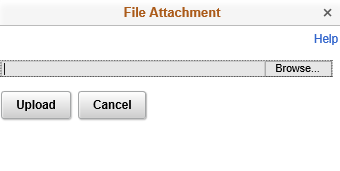 File Attachment ×
Help
Browse...
Upload Cancel